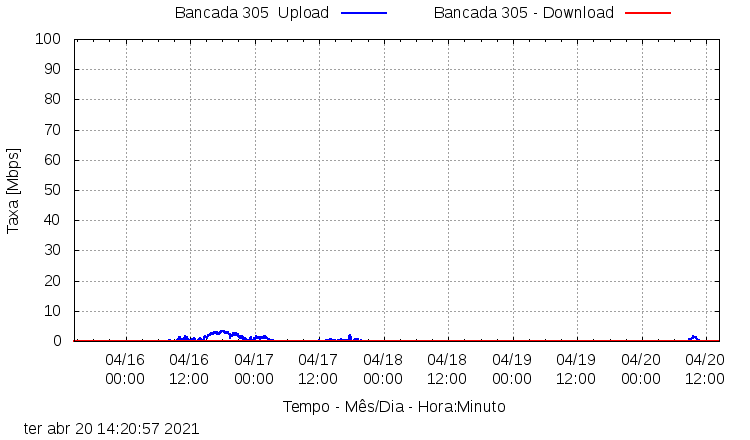 Bancada 305  Upload
Bancada 305 - Download
100
90
80
70
60
50
40
30
20
10
0
Taxa [Mbps]
04/16 04/16 04/17 04/17 04/18 04/18 04/19 04/19 04/20 04/20
00:00 12:00 00:00 12:00 00:00 12:00 00:00 12:00 00:00 12:00
Tempo - Mês/Dia - Hora:Minuto
ter abr 20 14:20:57 2021